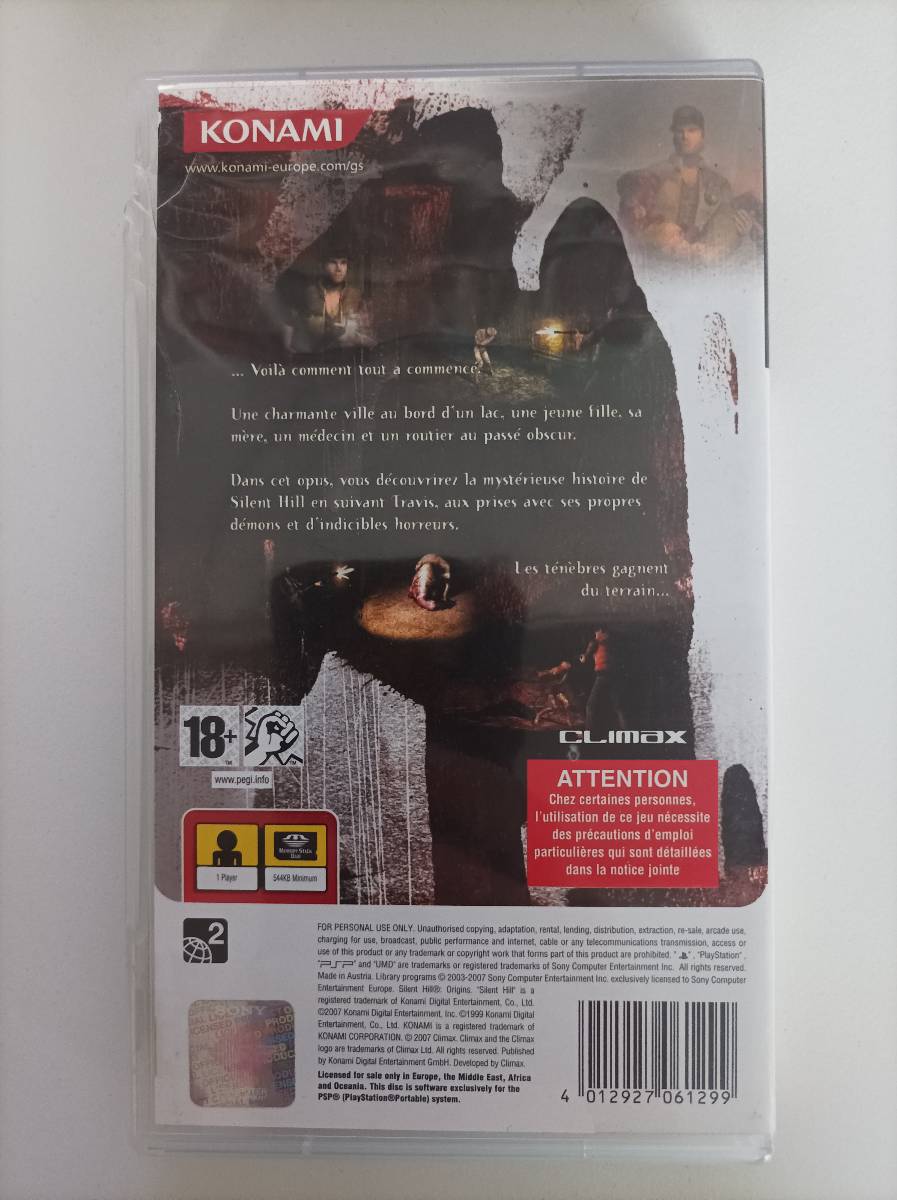 KONAMI
www.konami-europe.com/gs
... Voilà comment tout a commencé.
Une charmante ville au bord d'un lac, une jeune fille, sa
mère, un médecin et un routier au passé obscur.
Dans cet opus, vous découvrirez la mystérieuse histoire de
Silent Hill en suivant Travis, aux prises avec ses propres
démons et d'indicibles horreurs.
Les ténèbres gagnent
du terrain...
18+
www.pegi.info
CLIMAX
ATTENTION
Chez certaines personnes,
l'utilisation de ce jeu nécessite
des précautions d'emploi
particulières qui sont détaillées
dans la notice jointe
MEMORY STICK
DUO
1 Player
544KB Minimum
2
FOR PERSONAL USE ONLY. Unauthorised copying, adaptation, rental, lending, distribution, extraction, re-sale, arcade use,
charging for use, broadcast, public performance and internet, cable or any telecommunications transmission, access or
use of this product or any trademark or copyright work that forms part of this product are prohibited. "", "PlayStation",
"PSP" and "UMD" are trademarks or registered trademarks of Sony Computer Entertainment Inc. All rights reserved.
Made in Austria. Library programs © 2003-2007 Sony Computer Entertainment Inc. exclusively licensed to Sony Computer
Entertainment Europe. Silent Hill®: Origins. "Silent Hill" is a
registered trademark of Konami Digital Entertainment, Co., Ltd.
©2007 Konami Digital Entertainment, Inc. ©1999 Konami Digital
Entertainment, Co., Ltd. KONAMI is a registered trademark of
KONAMI CORPORATION. © 2007 Climax. Climax and the Climax
logo are trademarks of Climax Ltd. All rights reserved. Published
by Konami Digital Entertainment GmbH. Developed by Climax.
Licensed for sale only in Europe, the Middle East, Africa
and Oceania. This disc is software exclusively for the
PSP® (PlayStation®Portable) system.
SONY
4 012927 061299